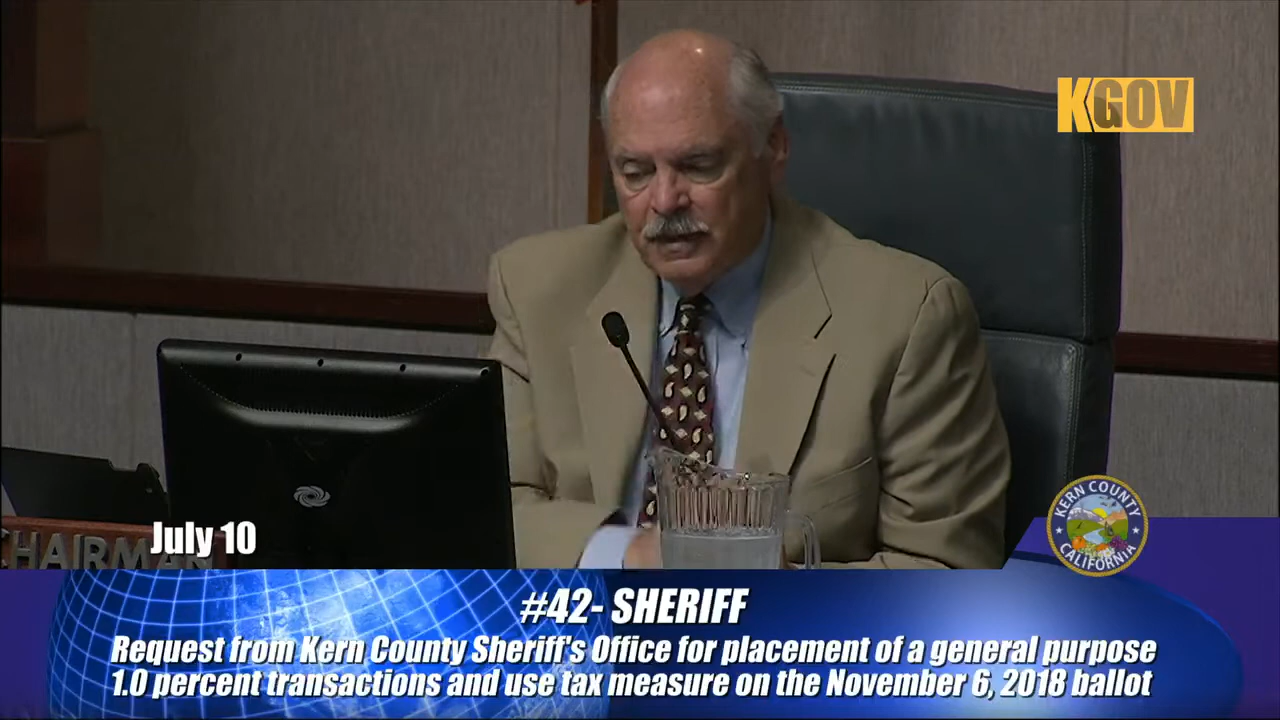 KGOV
HAIRMAN
July 10
KERN COUNTY
CALIFORNIA
#42- SHERIFF
Request from Kern County Sheriff's Office for placement of a general purpose
1.0 percent transactions and use tax measure on the November 6, 2018 ballot